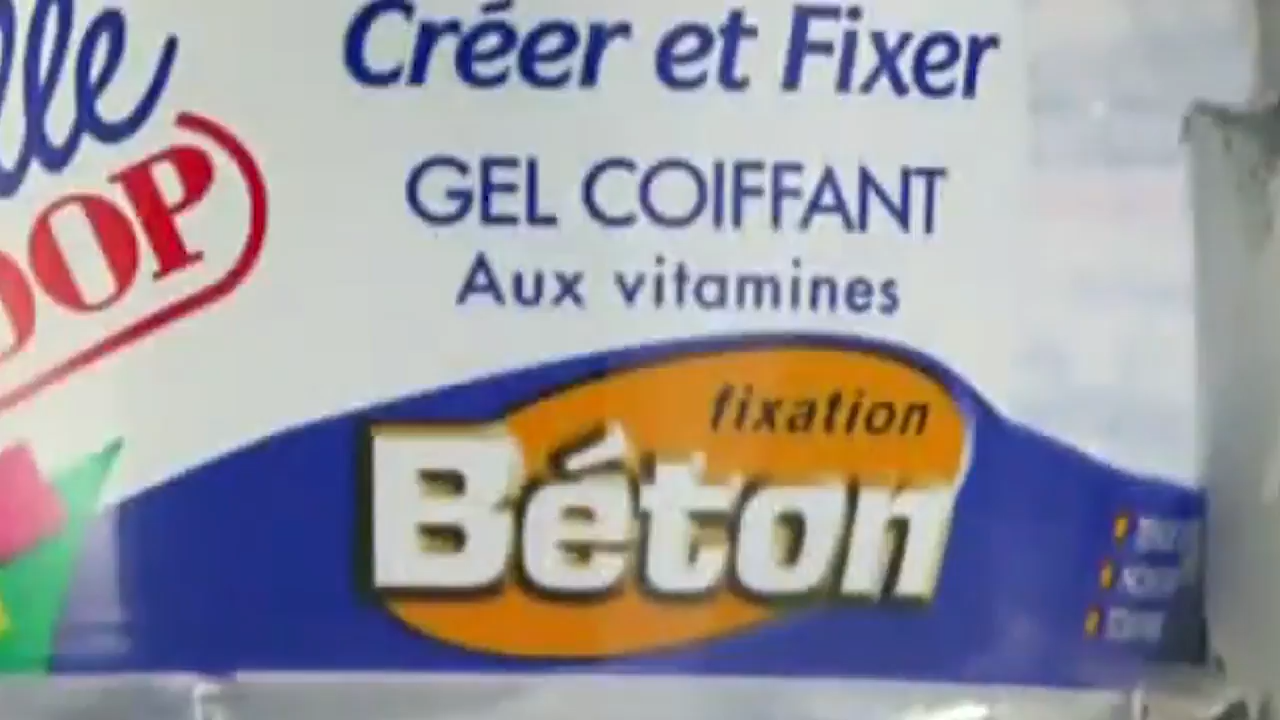 Créer et Fixer
GEL COIFFANT
Aux vitamines
fixation
Béton